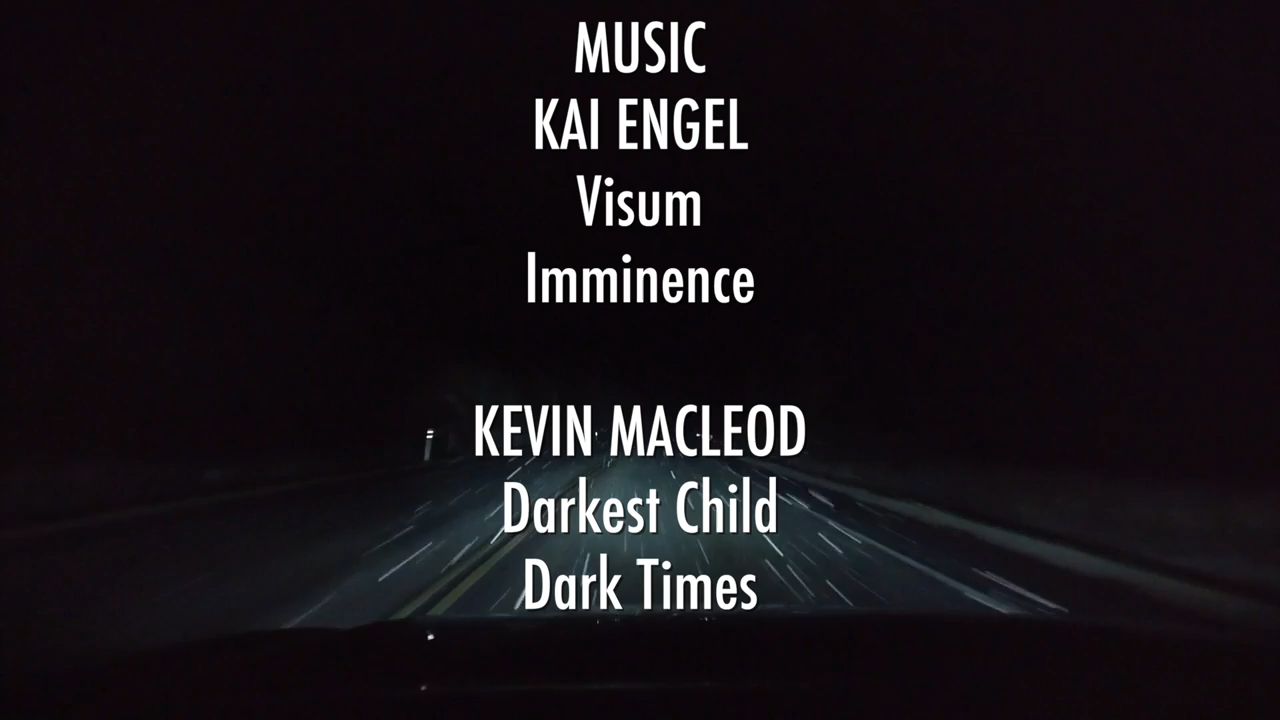 MUSIC
KAI ENGEL
Visum
Imminence
KEVIN MACLEOD
Darkest Child
Dark Times